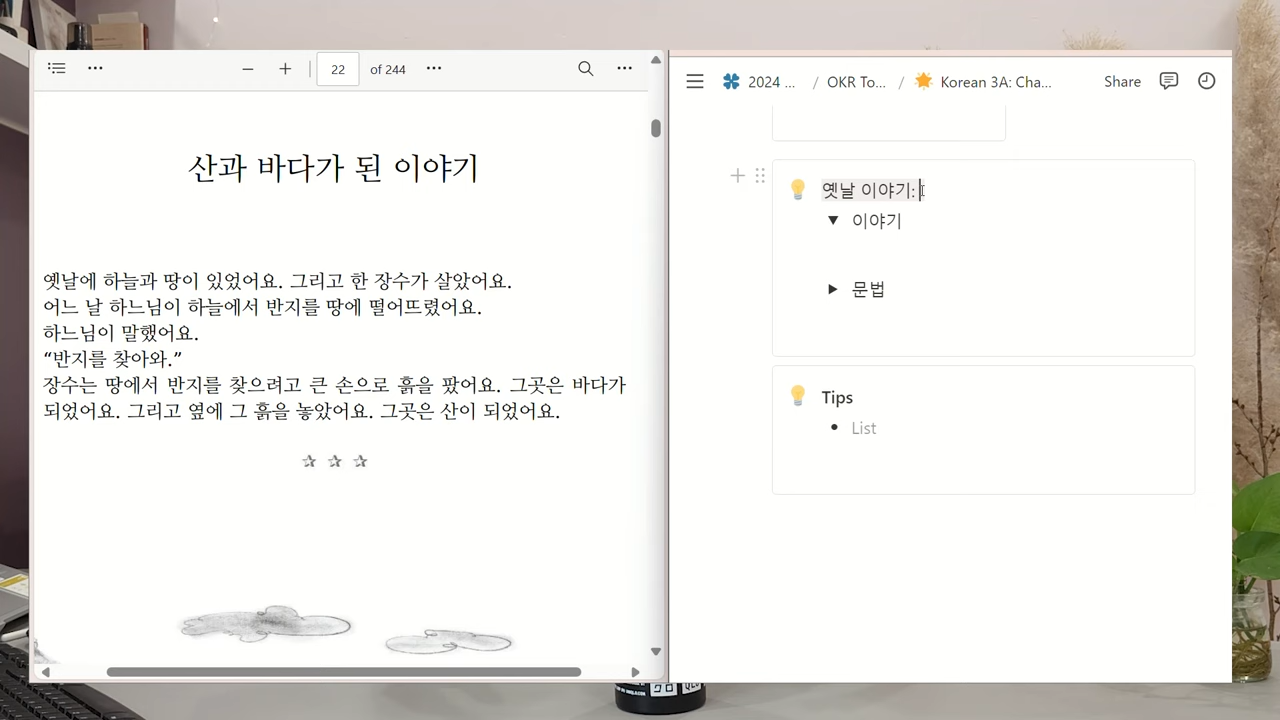 22 of 244
산과 바다가 된 이야기
옛날에 하늘과 땅이 있었어요. 그리고 한 장수가 살았어요.
어느 날 하느님이 하늘에서 반지를 땅에 떨어뜨렸어요.
하느님이 말했어요.
“반지를 찾아와.”
장수는 땅에서 반지를 찾으려고 큰 손으로 흙을 팠어요. 그곳은 바다가
되었어요. 그리고 옆에 그 흙을 놓았어요. 그곳은 산이 되었어요.
2024 ... / OKR To... / Korean 3A: Cha... Share
옛날 이야기:
이야기
문법
Tips
List